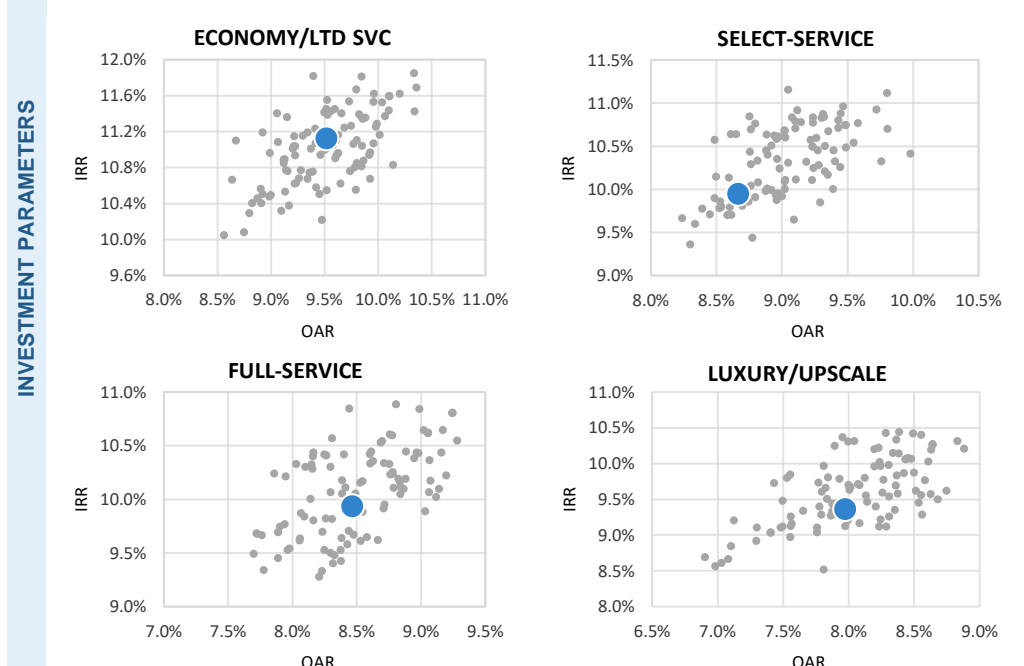 INVESTMENT PARAMETERS
ECONOMY/LTD SVC
12.0%
11.6%
11.2%
10.8%
10.4%
10.0%
9.6%
IRR
8.0% 8.5% 9.0% 9.5% 10.0% 10.5% 11.0%
OAR
SELECT-SERVICE
11.5%
11.0%
10.5%
10.0%
9.5%
9.0%
IRR
8.0% 8.5% 9.0% 9.5% 10.0% 10.5%
OAR
FULL-SERVICE
11.0%
10.5%
10.0%
9.5%
9.0%
IRR
7.0% 7.5% 8.0% 8.5% 9.0% 9.5%
OAR
LUXURY/UPSCALE
11.0%
10.5%
10.0%
9.5%
9.0%
8.5%
8.0%
IRR
6.5% 7.0% 7.5% 8.0% 8.5% 9.0%
OAR